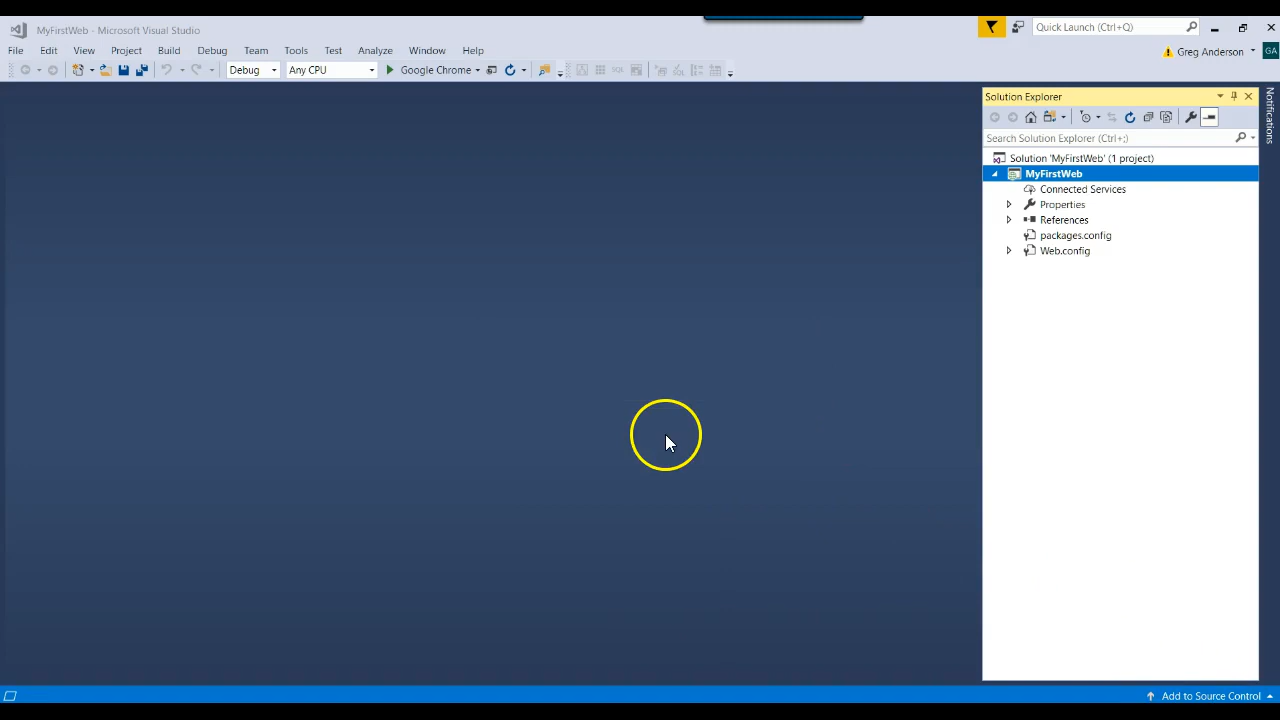 MyFirstWeb - Microsoft Visual Studio
Quick Launch (Ctrl+Q)
File Edit View Project Build Debug Team Tools Test Analyze Window Help
Greg Anderson GA
Debug Any CPU Google Chrome
Solution Explorer
Notifications
Search Solution Explorer (Ctrl+;)
Solution 'MyFirstWeb' (1 project)
MyFirstWeb
Connected Services
Properties
References
packages.config
Web.config
Add to Source Control